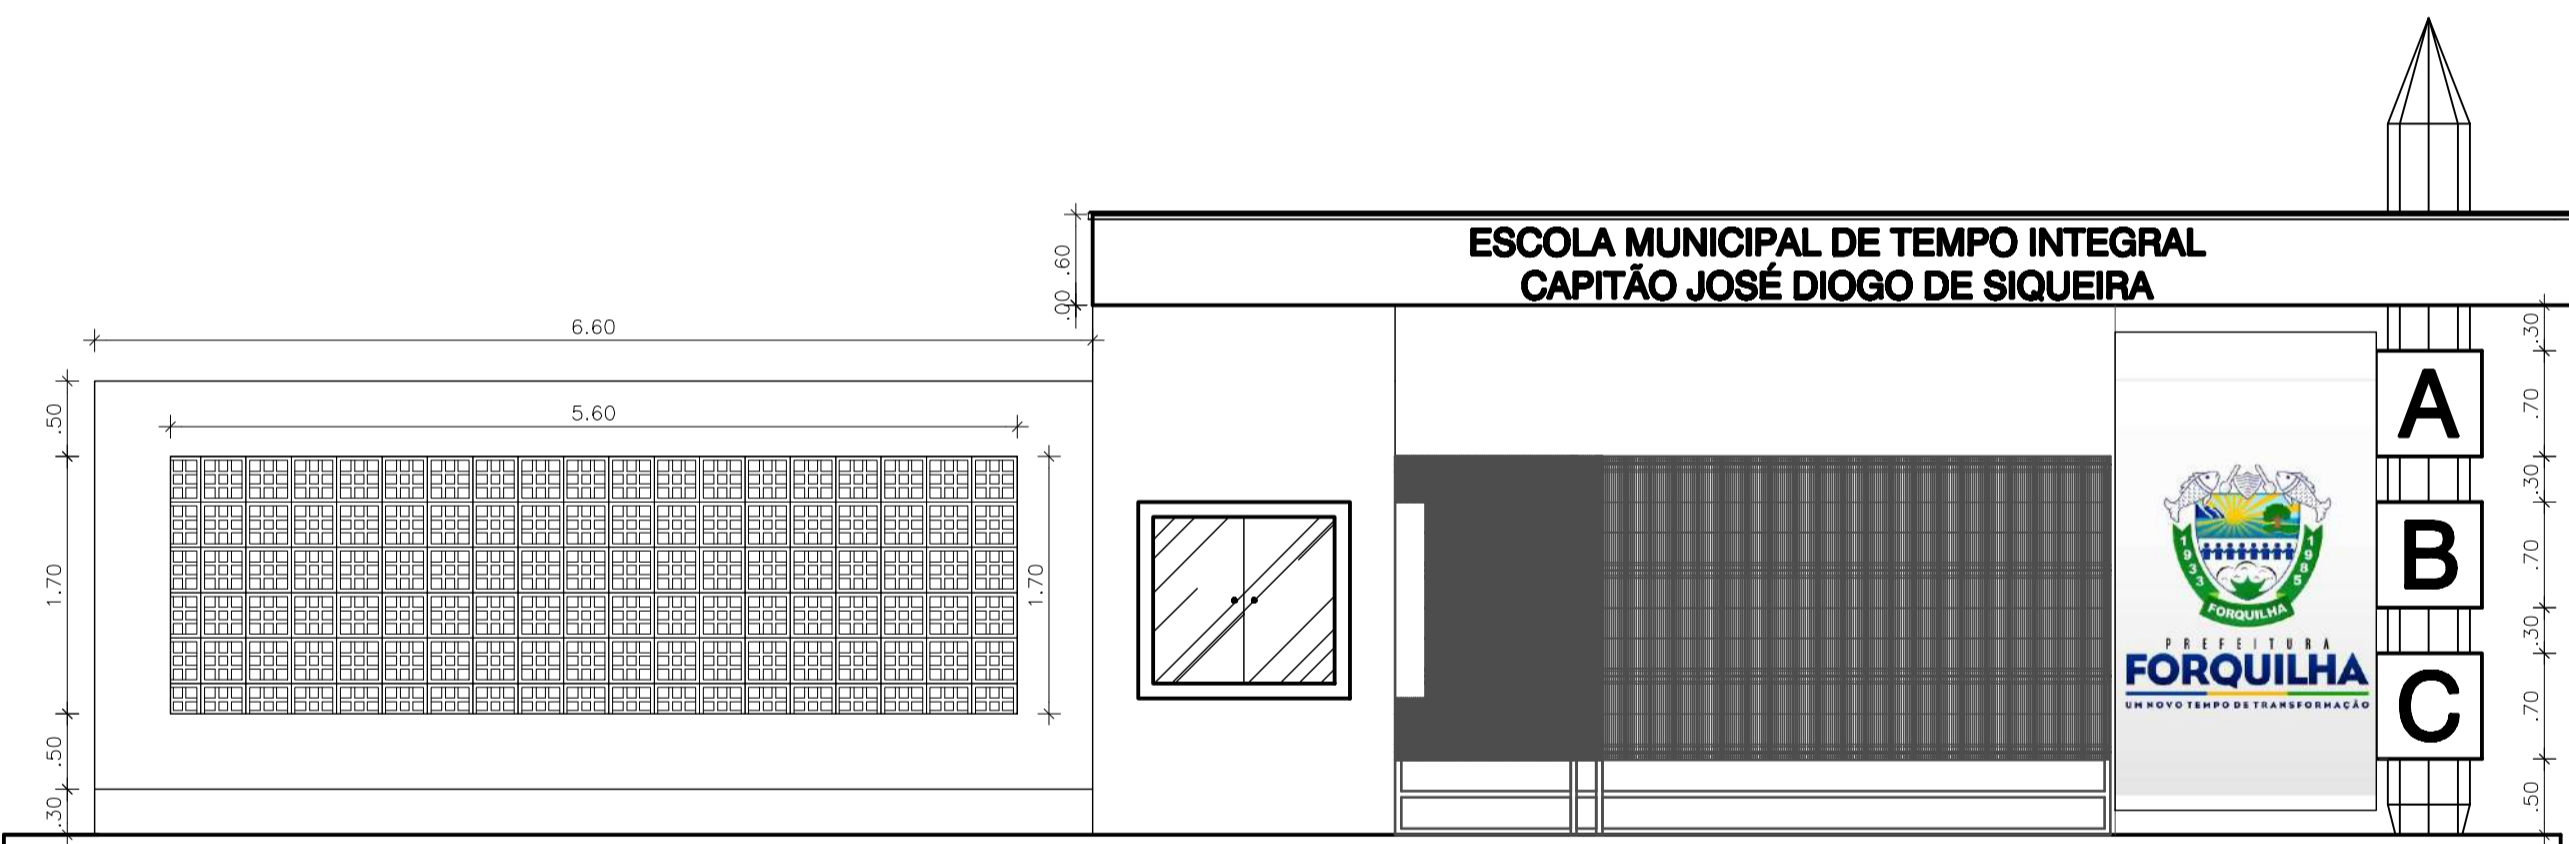 ESCOLA MUNICIPAL DE TEMPO INTEGRAL
CAPITÃO JOSÉ DIOGO DE SIQUEIRA
.60
.00
6.60
5.60
.50
1.70
.50
.30
1.70
A
B
C
1933
1985
FORQUILHA
PREFEITURA
FORQUILHA
UM NOVO TEMPO DE TRANSFORMAÇÃO
.30
.70
.30
.70
.30
.70
.50